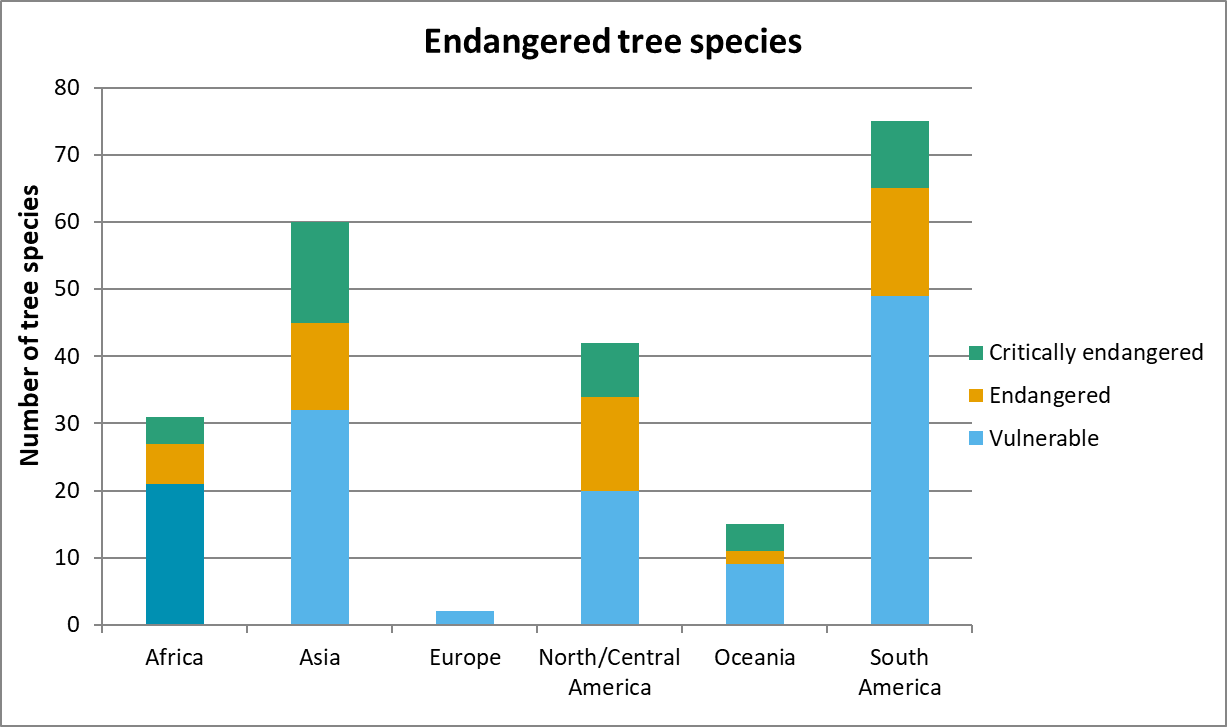 Endangered tree species
Number of tree species
80
70
60
50
40
30
20
10
0
Africa
Asia
Europe
North/Central
America
Oceania
South
America
Critically endangered
Endangered
Vulnerable